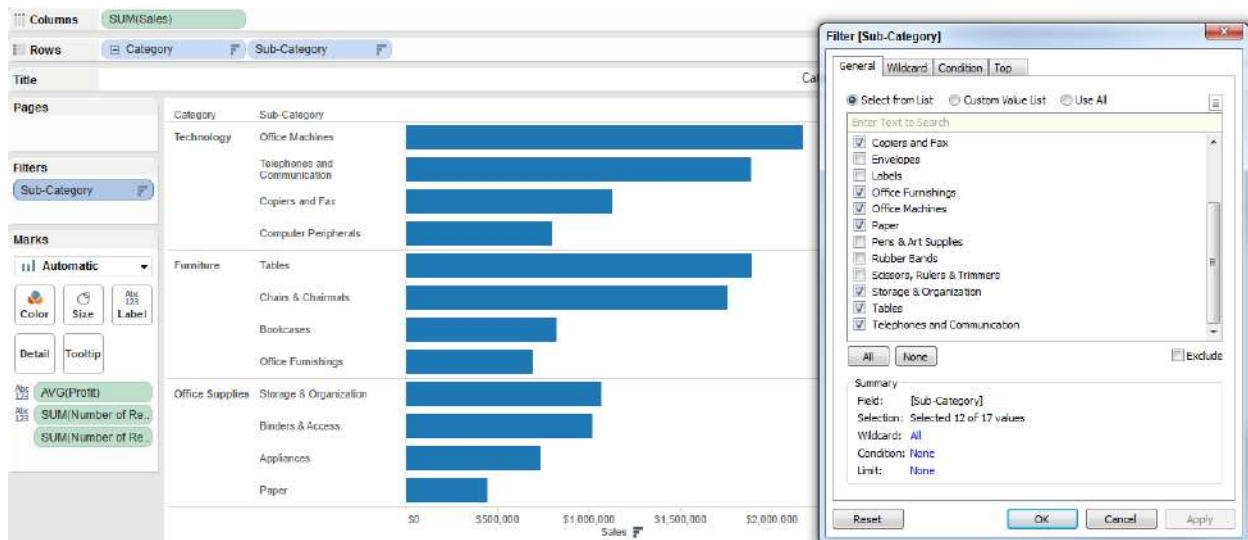 Columns SUM(Sales)
Rows Category Sub-Category
Title
Cat
Pages
Filters
Sub-Category
Marks
Automatic
Color Size Label
Abc
123
Detail Tooltip
Abc
123
AVG(Profit)
Abc
123
SUM(Number of Re..
SUM(Number of Re..
Category Sub-Category
Technology Office Machines
Telephones and
Communication
Copiers and Fax
Computer Peripherals
Furniture Tables
Chairs & Chairmats
Bookcases
Office Furnishings
Office Supplies Storage & Organization
Binders & Access
Appliances
Paper
$0 $500,000 $1,000,000 $1,500,000 $2,000,000
Sales
Filter [Sub-Category]
General Wildcard Condition Top
Select from List Custom Value List Use All
Enter Text to Search
Copiers and Fax
Envelopes
Labels
Office Furnishings
Office Machines
Paper
Pens & Art Supplies
Rubber Bands
Scissors, Rulers & Trimmers
Storage & Organization
Tables
Telephones and Communication
All None Exclude
Summary
Field: [Sub-Category]
Selection: Selected 12 of 17 values
Wildcard: All
Condition: None
Limit: None
Reset OK Cancel Apply